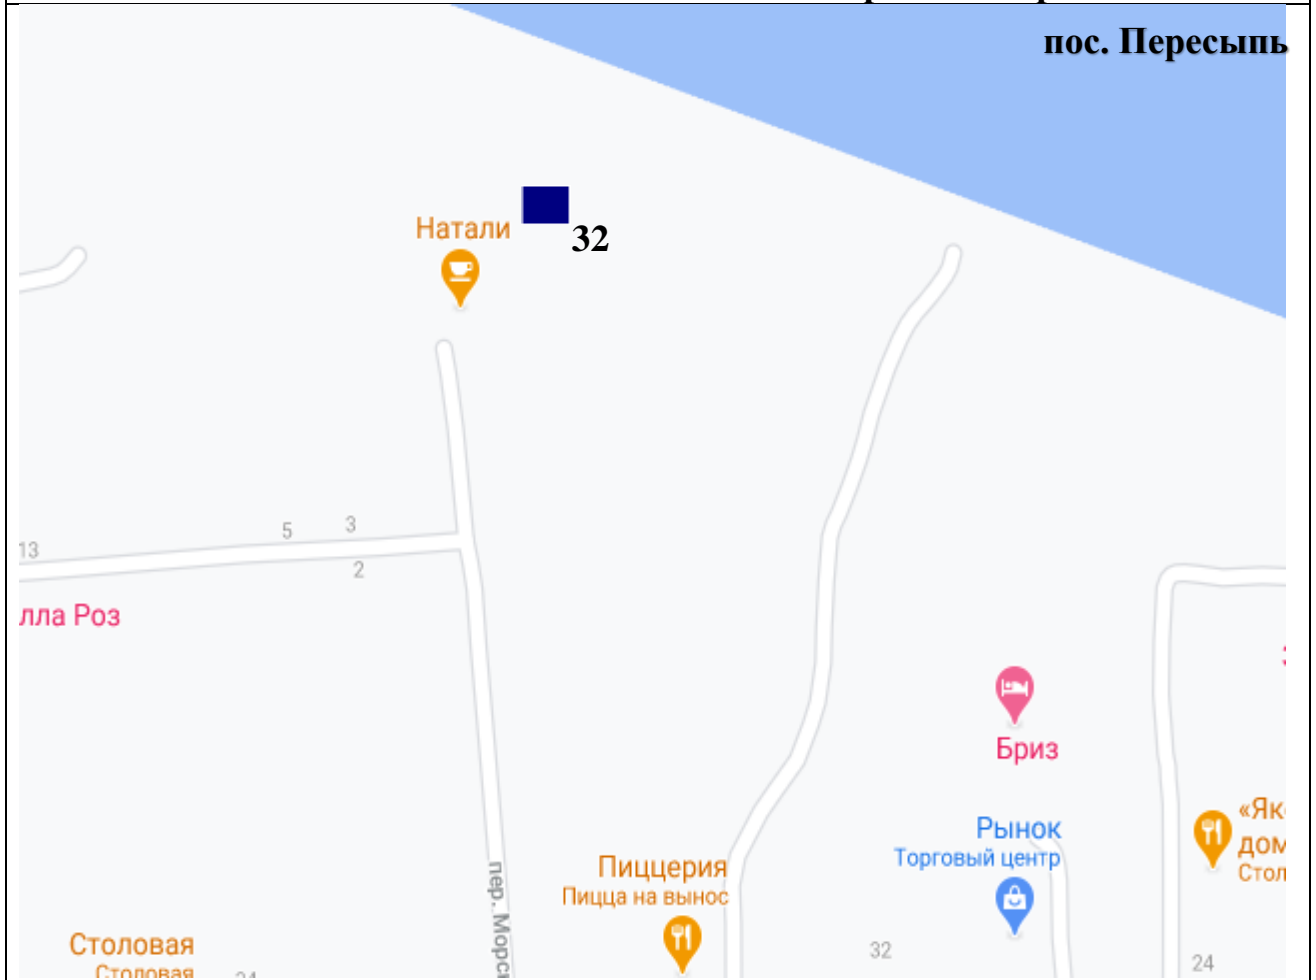 пос. Пересыпь
Натали
32
5
3
13
2
лла Роз
Бриз
Рынок
Торговый центр
«Як
дом
Стол
Пиццерия
Пицца на вынос
пер. Морс
Столовая
Столовая
24
32
24